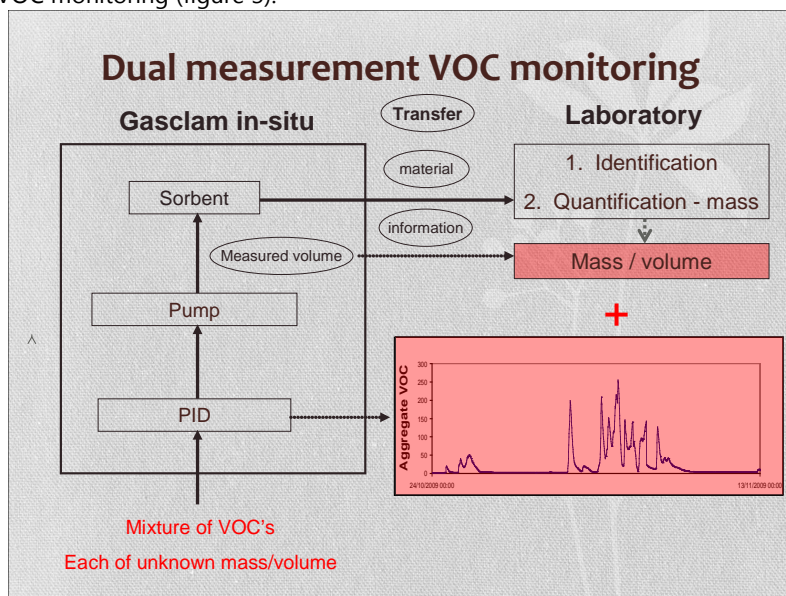 VOC monitoring (figure 5).
Dual measurement VOC monitoring
Gasclam in-situ
Transfer
Laboratory
material
1. Identification
2. Quantification - mass
Sorbent
information
Measured volume
Mass / volume
Pump
+
PID
Aggregate VOC
300
250
200
150
100
50
0
24/10/2009 00:00
13/11/2009 00:00
Mixture of VOC's
Each of unknown mass/volume